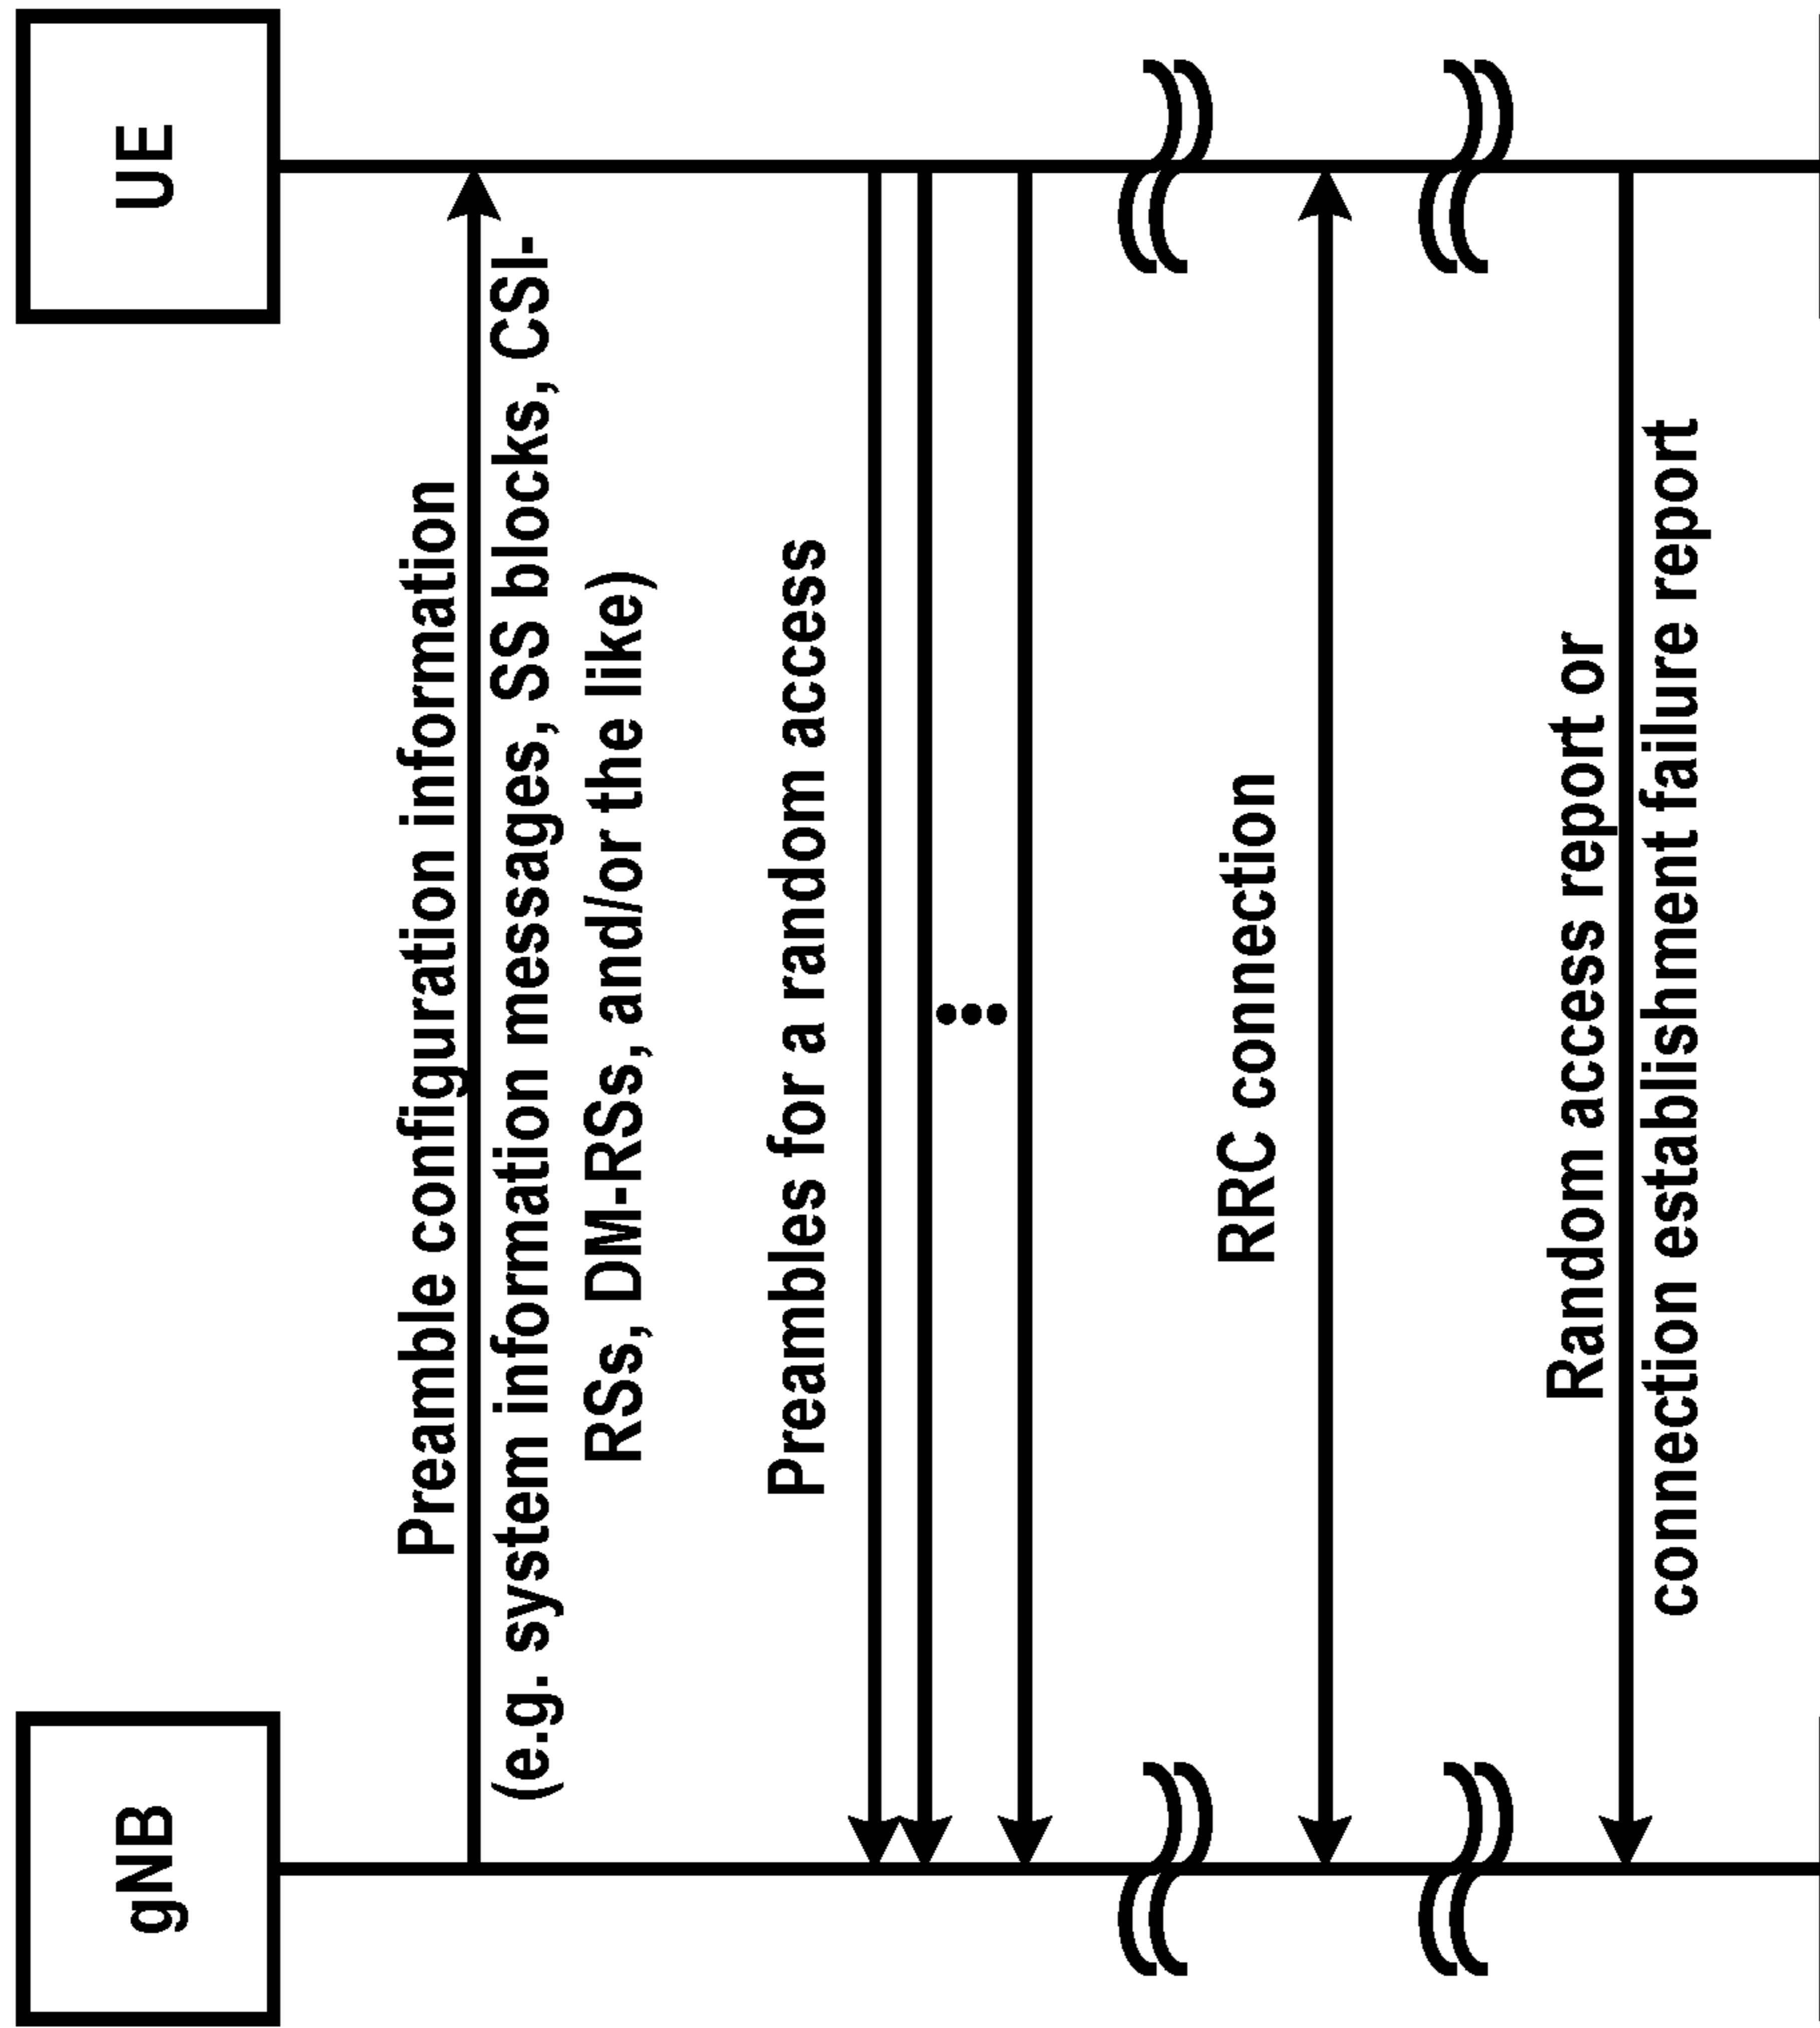 gNB
UE
Preamble configuration information
(e.g. system information messages, SS blocks, CSI-
RSs, DM-RSs, and/or the like)
Preambles for a random access
RRC connection
Random access report or
connection establishment failure report